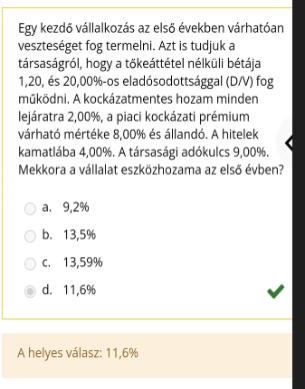 Egy kezdő vállalkozás az első években várhatóan
veszteséget fog termelni. Azt is tudjuk a
társaságról, hogy a tőkeáttétel nélküli bétája
1,20, és 20,00%-os eladósodottsággal (D/V) fog
működni. A kockázatmentes hozam minden
lejáratra 2,00%, a piaci kockázati prémium
várható mértéke 8,00% és állandó. A hitelek
kamatlába 4,00%. A társasági adókulcs 9,00%.
Mekkora a vállalat eszközhozama az első évben?
a. 9,2%
b. 13,5%
c. 13,59%
d. 11,6%
A helyes válasz: 11,6%